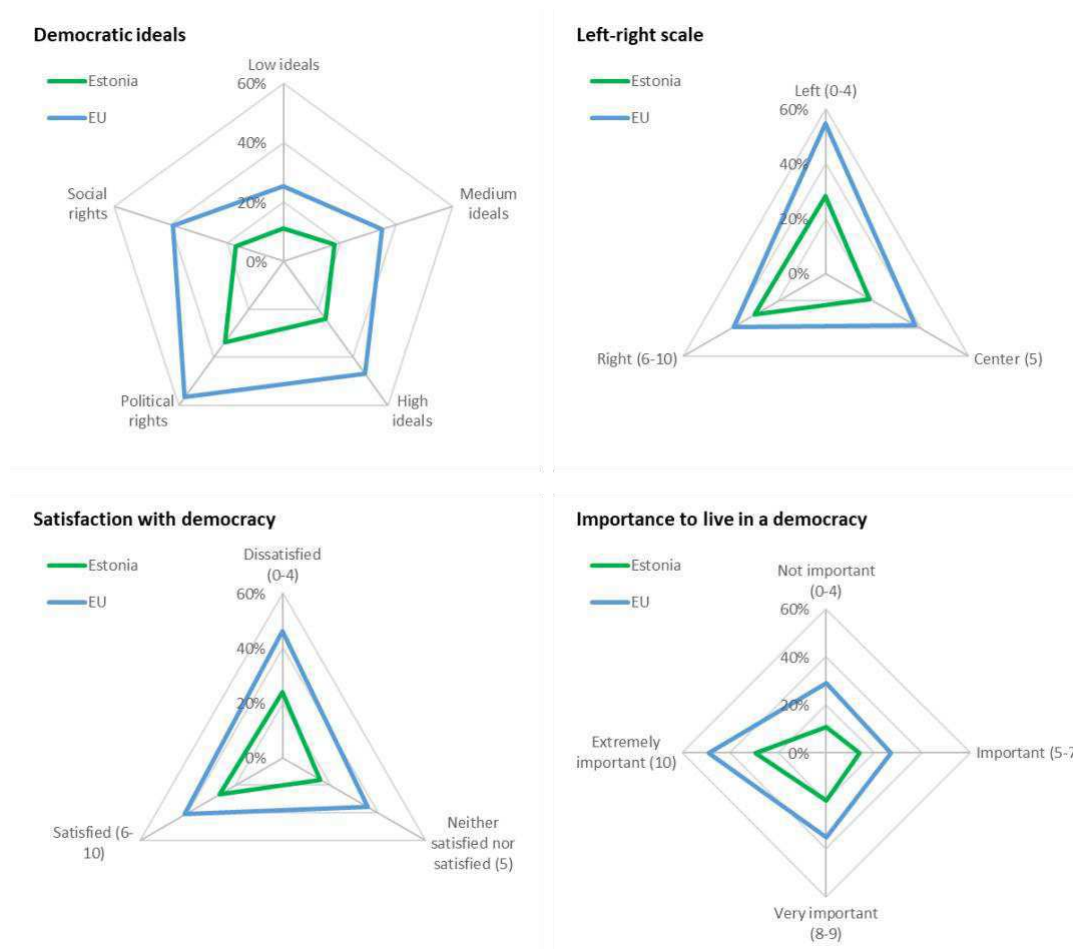 Democratic ideals
Estonia
EU
Low ideals
60%
40%
20%
0%
Social
rights
Medium
ideals
Political
rights
High
ideals
Left-right scale
Estonia
EU
Left (0-4)
60%
40%
20%
0%
Right (6-10)
Center (5)
Satisfaction with democracy
Estonia
EU
Dissatisfied
(0-4)
60%
40%
20%
0%
Satisfied (6-
10)
Neither
satisfied nor
satisfied (5)
Importance to live in a democracy
Estonia
EU
Not important
(0-4)
60%
40%
20%
0%
Extremely
important (10)
Important (5-7
Very important
(8-9)